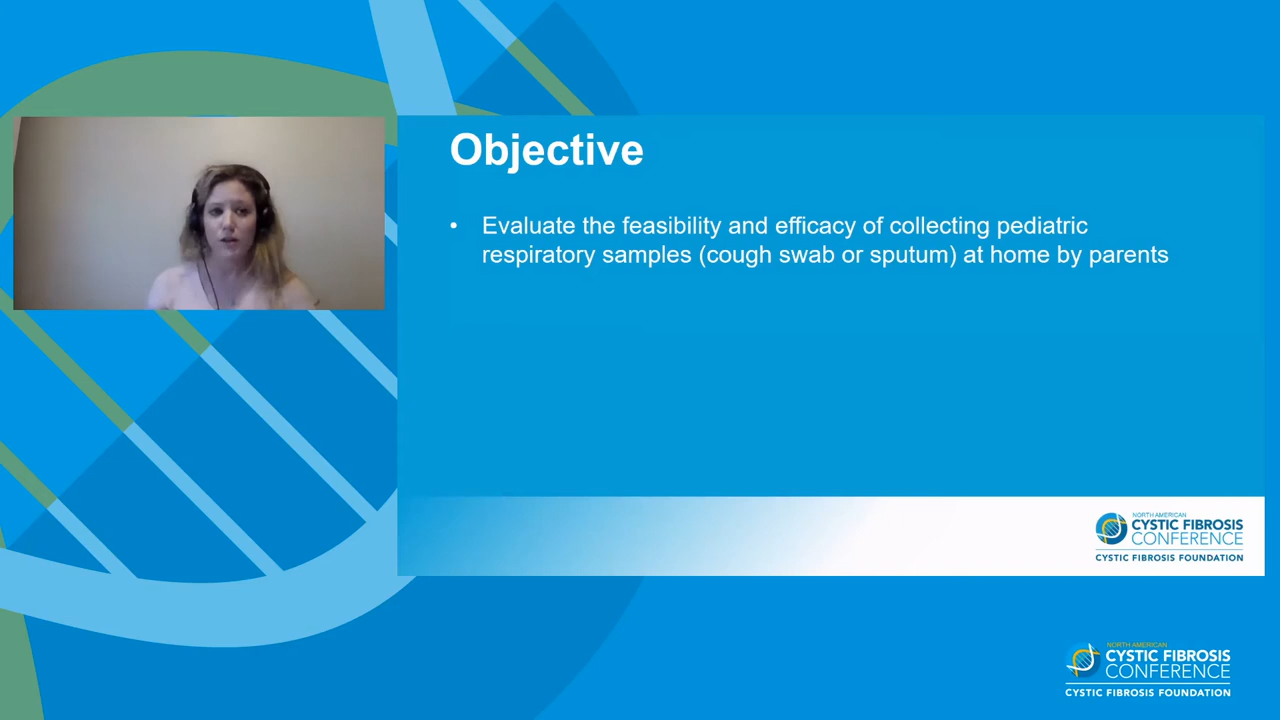 Objective
• Evaluate the feasibility and efficacy of collecting pediatric
respiratory samples (cough swab or sputum) at home by parents
NORTH AMERICAN
CYSTIC FIBROSIS
CONFERENCE
CYSTIC FIBROSIS FOUNDATION
NORTH AMERICAN
CYSTIC FIBROSIS
CONFERENCE
CYSTIC FIBROSIS FOUNDATION